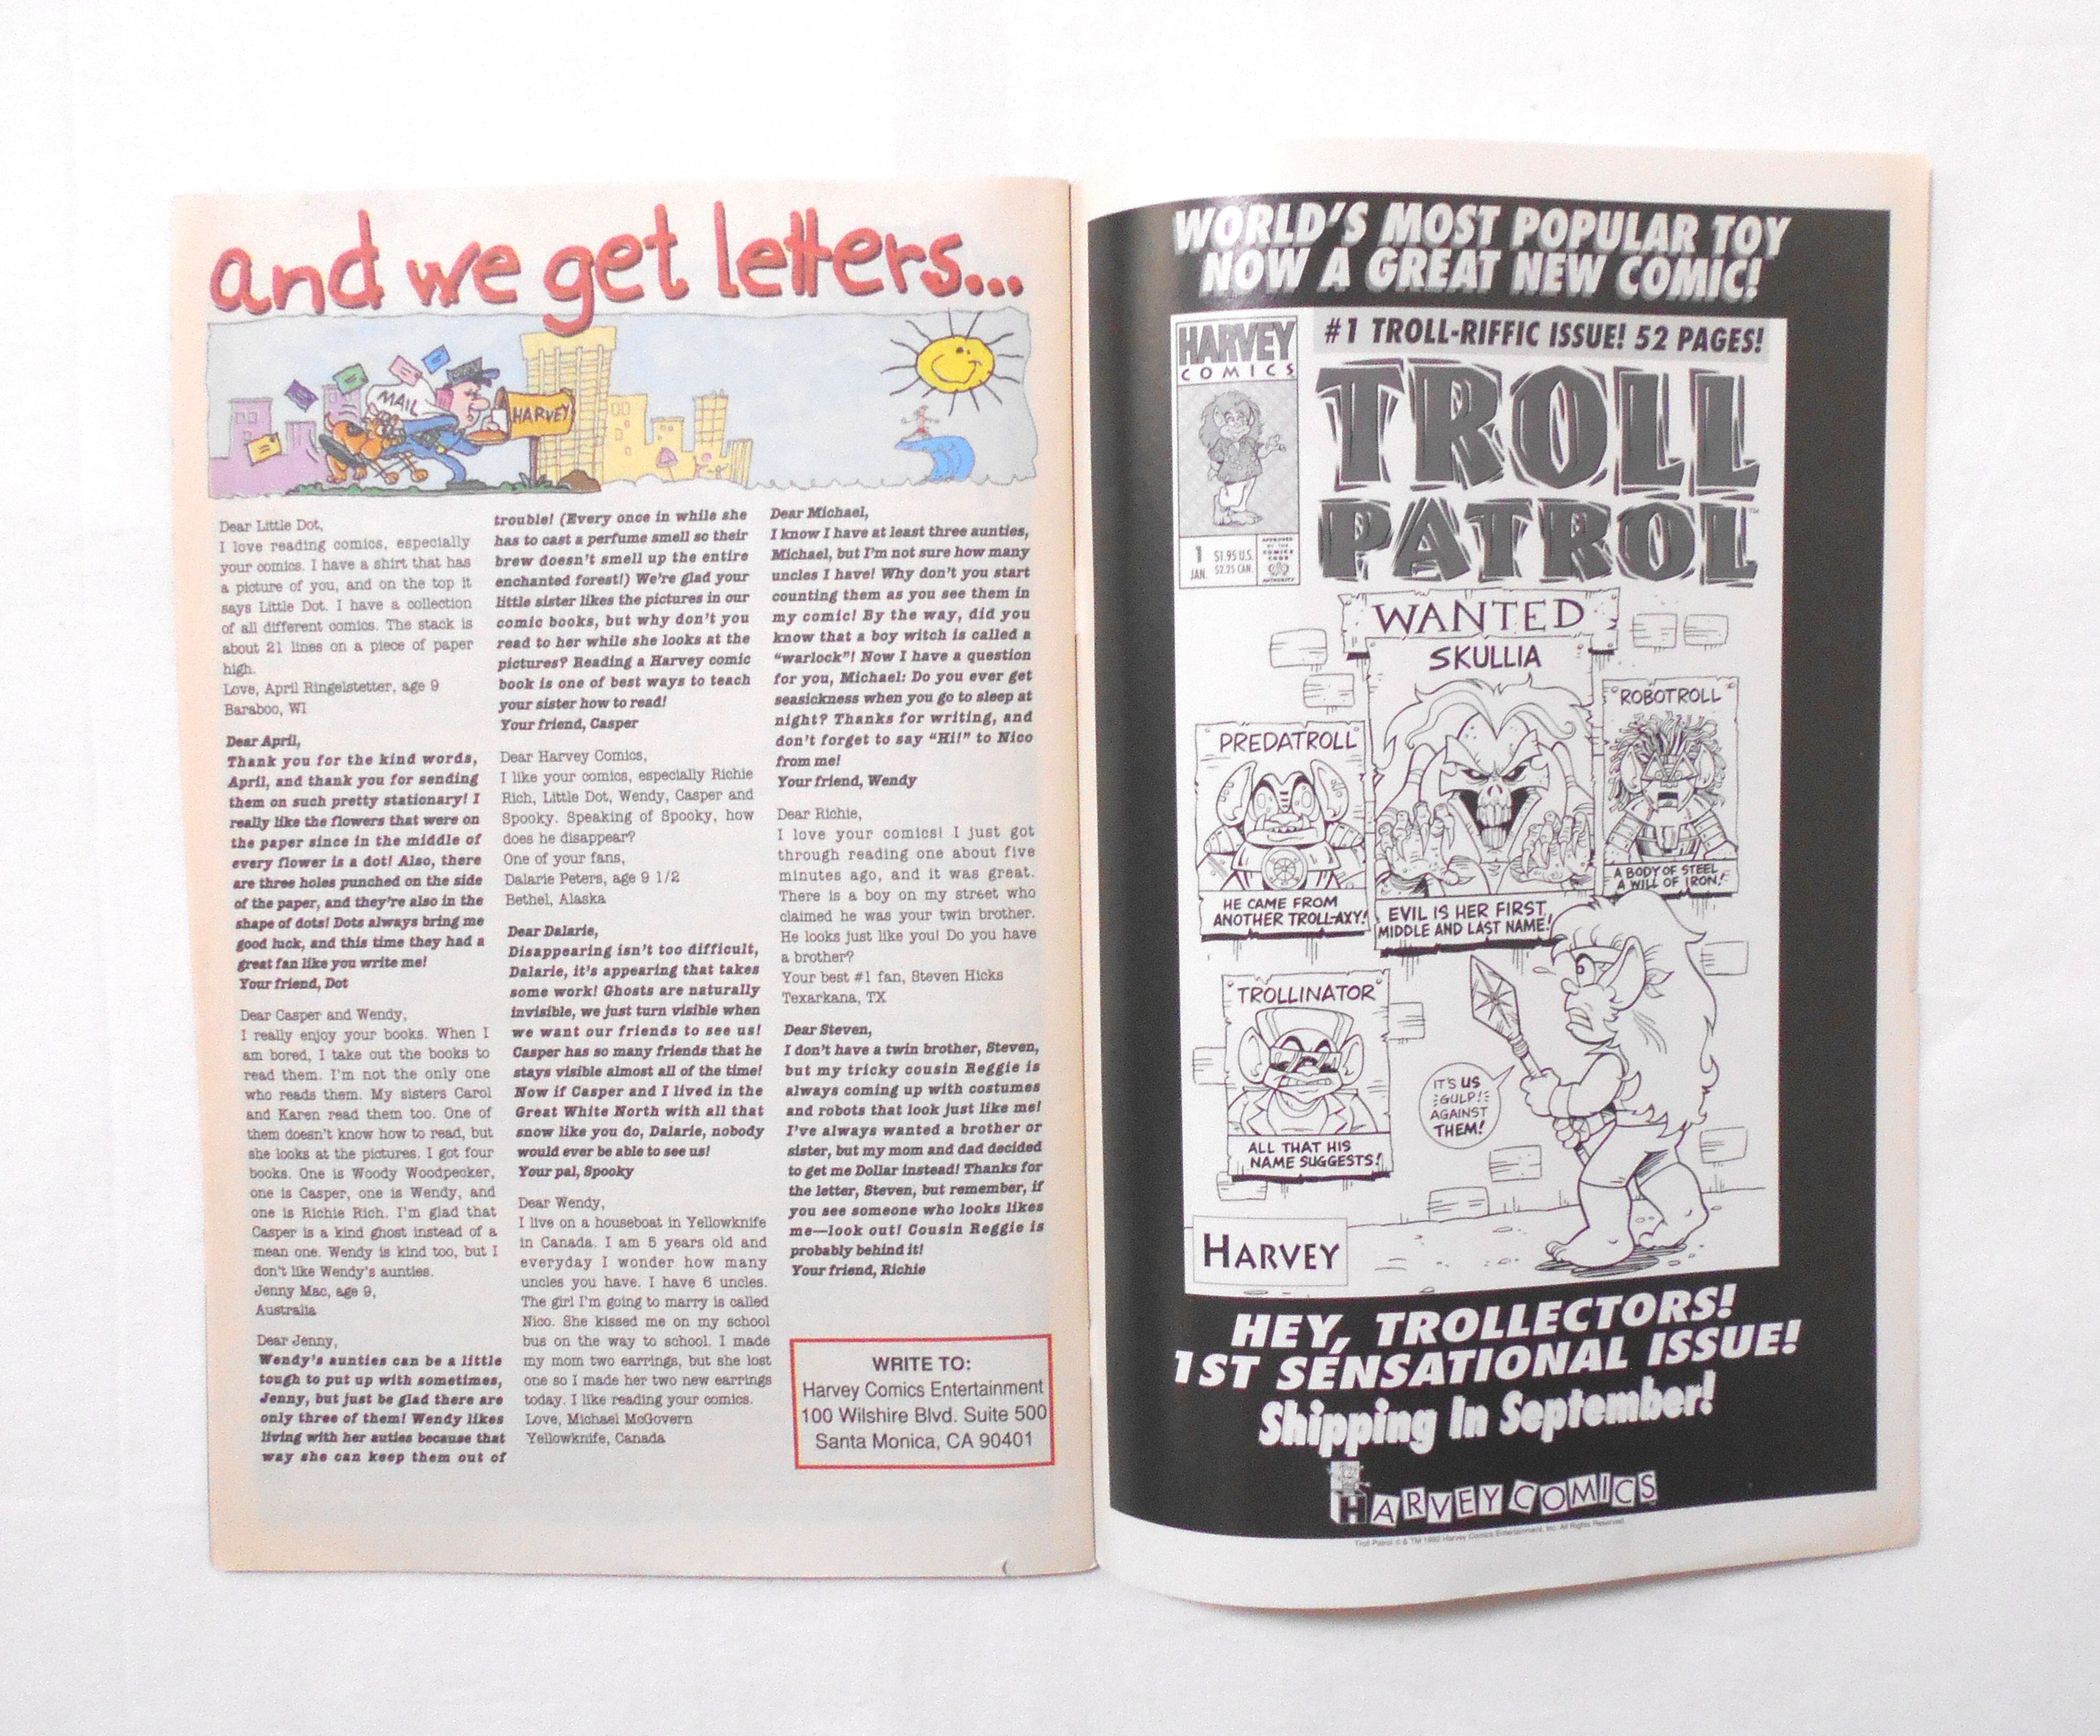 and we get letters...
MAIL
HARVEY
Dear Little Dot,
I love reading comics, especially
your comics. I have a shirt that has
a picture of you, and on the top it
says Little Dot. I have a collection
of all different comics. The stack is
about 21 lines on a piece of paper
high.
Love, April Ringelstetter, age 9
Baraboo, WI
Dear April,
Thank you for the kind words,
April, and thank you for sending
them on such pretty stationary! I
really like the flowers that were on
the paper since in the middle of
every flower is a dot! Also, there
are three holes punched on the side
of the paper, and they're also in the
shape of dots! Dots always bring me
good luck, and this time they had a
great fan like you write me!
Your friend, Dot
Dear Casper and Wendy,
I really enjoy your books. When I
am bored, I take out the books to
read them. I'm not the only one
who reads them. My sisters Carol
and Karen read them too. One of
them doesn't know how to read, but
she looks at the pictures. I got four
books. One is Woody Woodpecker,
one is Casper, one is Wendy, and
one is Richie Rich. I'm glad that
Casper is a kind ghost instead of a
mean one. Wendy is kind too, but I
don't like Wendy's aunties.
Jenny Mac, age 9,
Australia
Dear Jenny,
Wendy's aunties can be a little
tough to put up with sometimes,
Jenny, but just be glad there are
only three of them! Wendy likes
living with her auties because that
way she can keep them out of
trouble! (Every once in while she
has to cast a perfume smell so their
brew doesn't smell up the entire
enchanted forest!) We're glad your
little sister likes the pictures in our
comic books, but why don't you
read to her while she looks at the
pictures? Reading a Harvey comic
book is one of best ways to teach
your sister how to read!
Your friend, Casper
Dear Harvey Comics,
I like your comics, especially Richie
Rich, Little Dot, Wendy, Casper and
Spooky. Speaking of Spooky, how
does he disappear?
One of your fans,
Dalarie Peters, age 9 1/2
Bethel, Alaska
Dear Dalarie,
Disappearing isn't too difficult,
Dalarie, it's appearing that takes
some work! Ghosts are naturally
invisible, we just turn visible when
we want our friends to see us!
Casper has so many friends that he
stays visible almost all of the time!
Now if Casper and I lived in the
Great White North with all that
snow like you do, Dalarie, nobody
would ever be able to see us!
Your pal, Spooky
Dear Wendy,
I live on a houseboat in Yellowknife
in Canada. I am 5 years old and
everyday I wonder how many
uncles you have. I have 6 uncles.
The girl I'm going to marry is called
Nico. She kissed me on my school
bus on the way to school. I made
my mom two earrings, but she lost
one so I made her two new earrings
today. I like reading your comics.
Love, Michael McGovern
Yellowknife, Canada
Dear Michael,
I know I have at least three aunties,
Michael, but I'm not sure how many
uncles I have! Why don't you start
counting them as you see them in
my comic! By the way, did you
know that a boy witch is called a
"warlock"! Now I have a question
for you, Michael: Do you ever get
seasickness when you go to sleep at
night? Thanks for writing, and
don't forget to say "Hi!" to Nico
from me!
Your friend, Wendy
Dear Richie,
I love your comics! I just got
through reading one about five
minutes ago, and it was great.
There is a boy on my street who
claimed he was your twin brother.
He looks just like you! Do you have
a brother?
Your best #1 fan, Steven Hicks
Texarkana, TX
Dear Steven,
I don't have a twin brother, Steven,
but my tricky cousin Reggie is
always coming up with costumes
and robots that look just like me!
I've always wanted a brother or
sister, but my mom and dad decided
to get me Dollar instead! Thanks for
the letter, Steven, but remember, if
you see someone who looks likes
me—look out! Cousin Reggie is
probably behind it!
Your friend, Richie
WRITE TO:
Harvey Comics Entertainment
100 Wilshire Blvd. Suite 500
Santa Monica, CA 90401
WORLD'S MOST POPULAR TOY
NOW A GREAT NEW COMIC!
HARVEY
COMICS
1
JAN.
$1.95 U.S.
$2.25 CAN.
APPROVED
BY THE
COMICS
CODE
AUTHORITY
#1 TROLL-RIFFIC ISSUE! 52 PAGES!
TROLL
PATROL™
WANTED
SKULLIA
PREDATROLL
ROBOTROLL
A BODY OF STEEL
A WILL OF IRON!
HE CAME FROM
ANOTHER TROLL-AXY!
EVIL IS HER FIRST,
MIDDLE AND LAST NAME!
TROLLINATOR
ALL THAT HIS
NAME SUGGESTS!
IT'S US
GULP!
AGAINST
THEM!
HARVEY
HEY, TROLLECTORS!
1ST SENSATIONAL ISSUE!
Shipping In September!
HARVEY COMICS
Troll Patrol © & TM 1992 Harvey Comics Entertainment, Inc. All Rights Reserved.